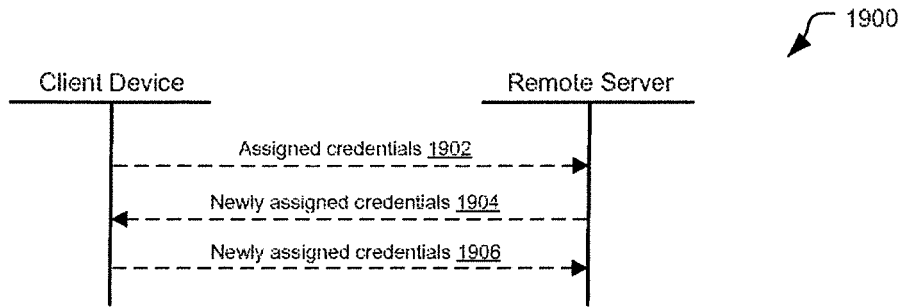 1900
Client Device
Remote Server
Assigned credentials 1902
Newly assigned credentials 1904
Newly assigned credentials 1906